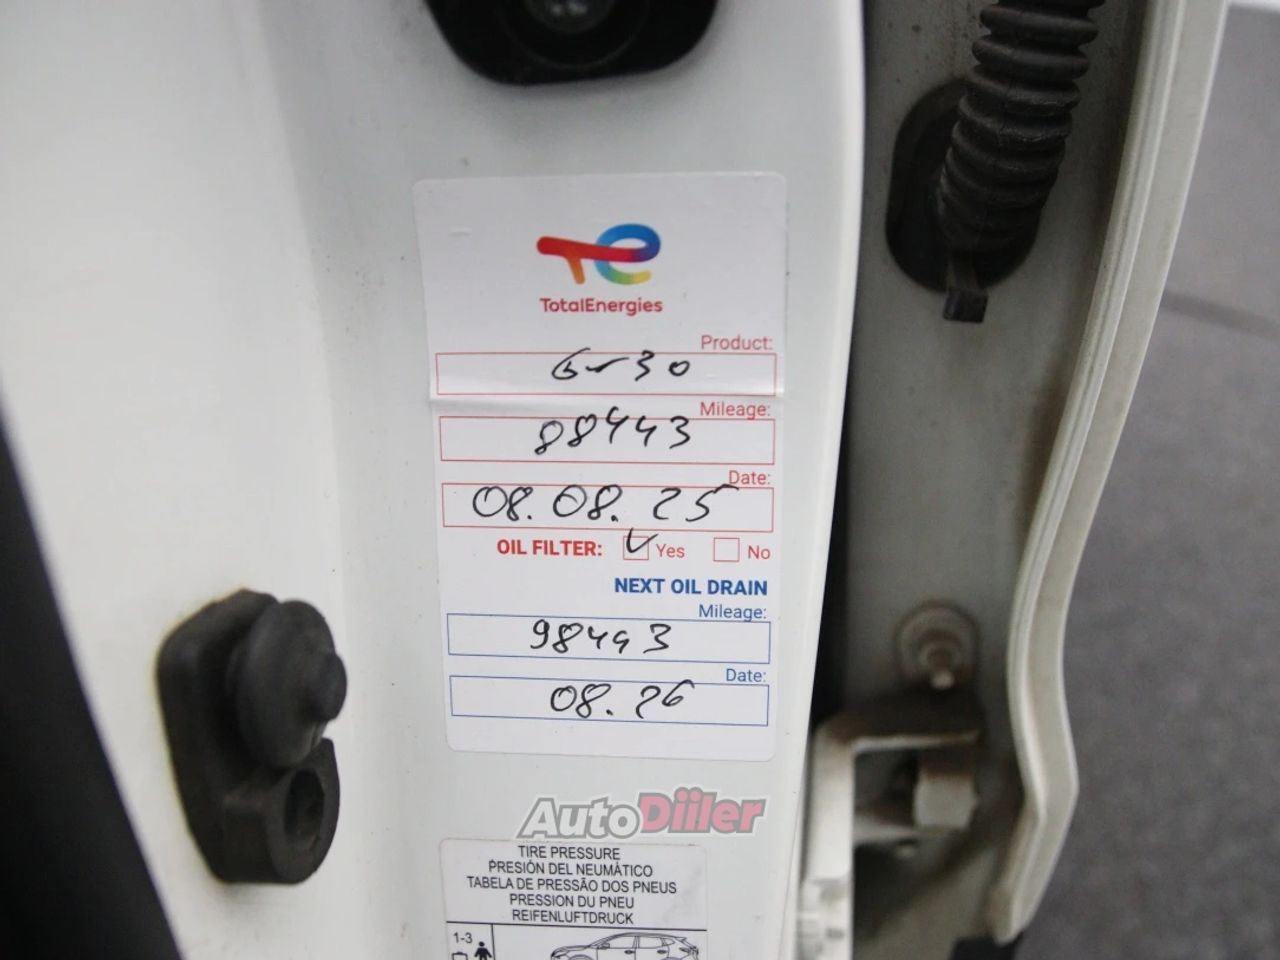 TotalEnergies
Product:
5-30
Mileage:
88443
Date:
08.08.25
OIL FILTER: Yes No
NEXT OIL DRAIN
Mileage:
98443
Date:
08.26
AutoDiiler
TIRE PRESSURE
PRESIÓN DEL NEUMÁTICO
TABELA DE PRESSÃO DOS PNEUS
PRESSION DU PNEU
REIFENLUFTDRUCK
1-3